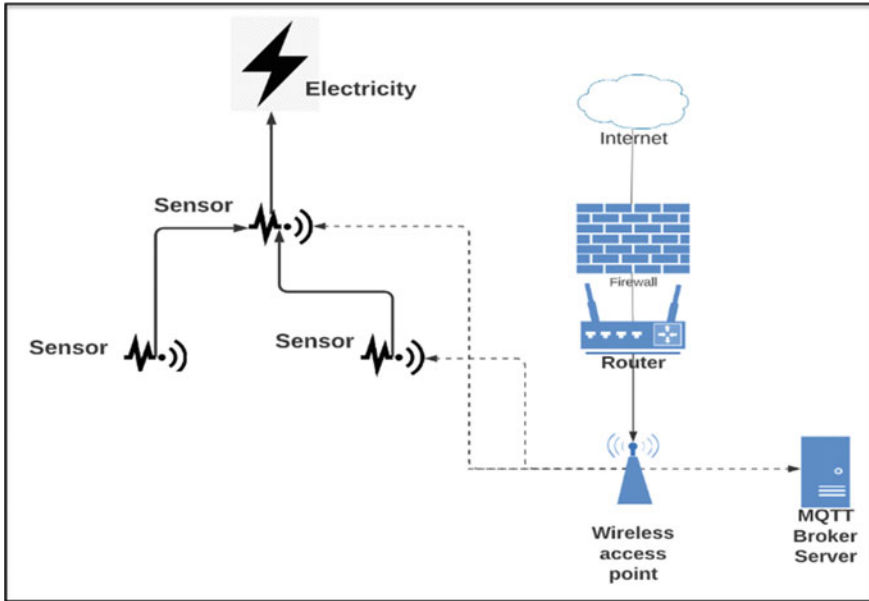 Electricity
Internet
Sensor
Firewall
Sensor
Sensor
Router
Wireless
access
point
MQTT
Broker
Server